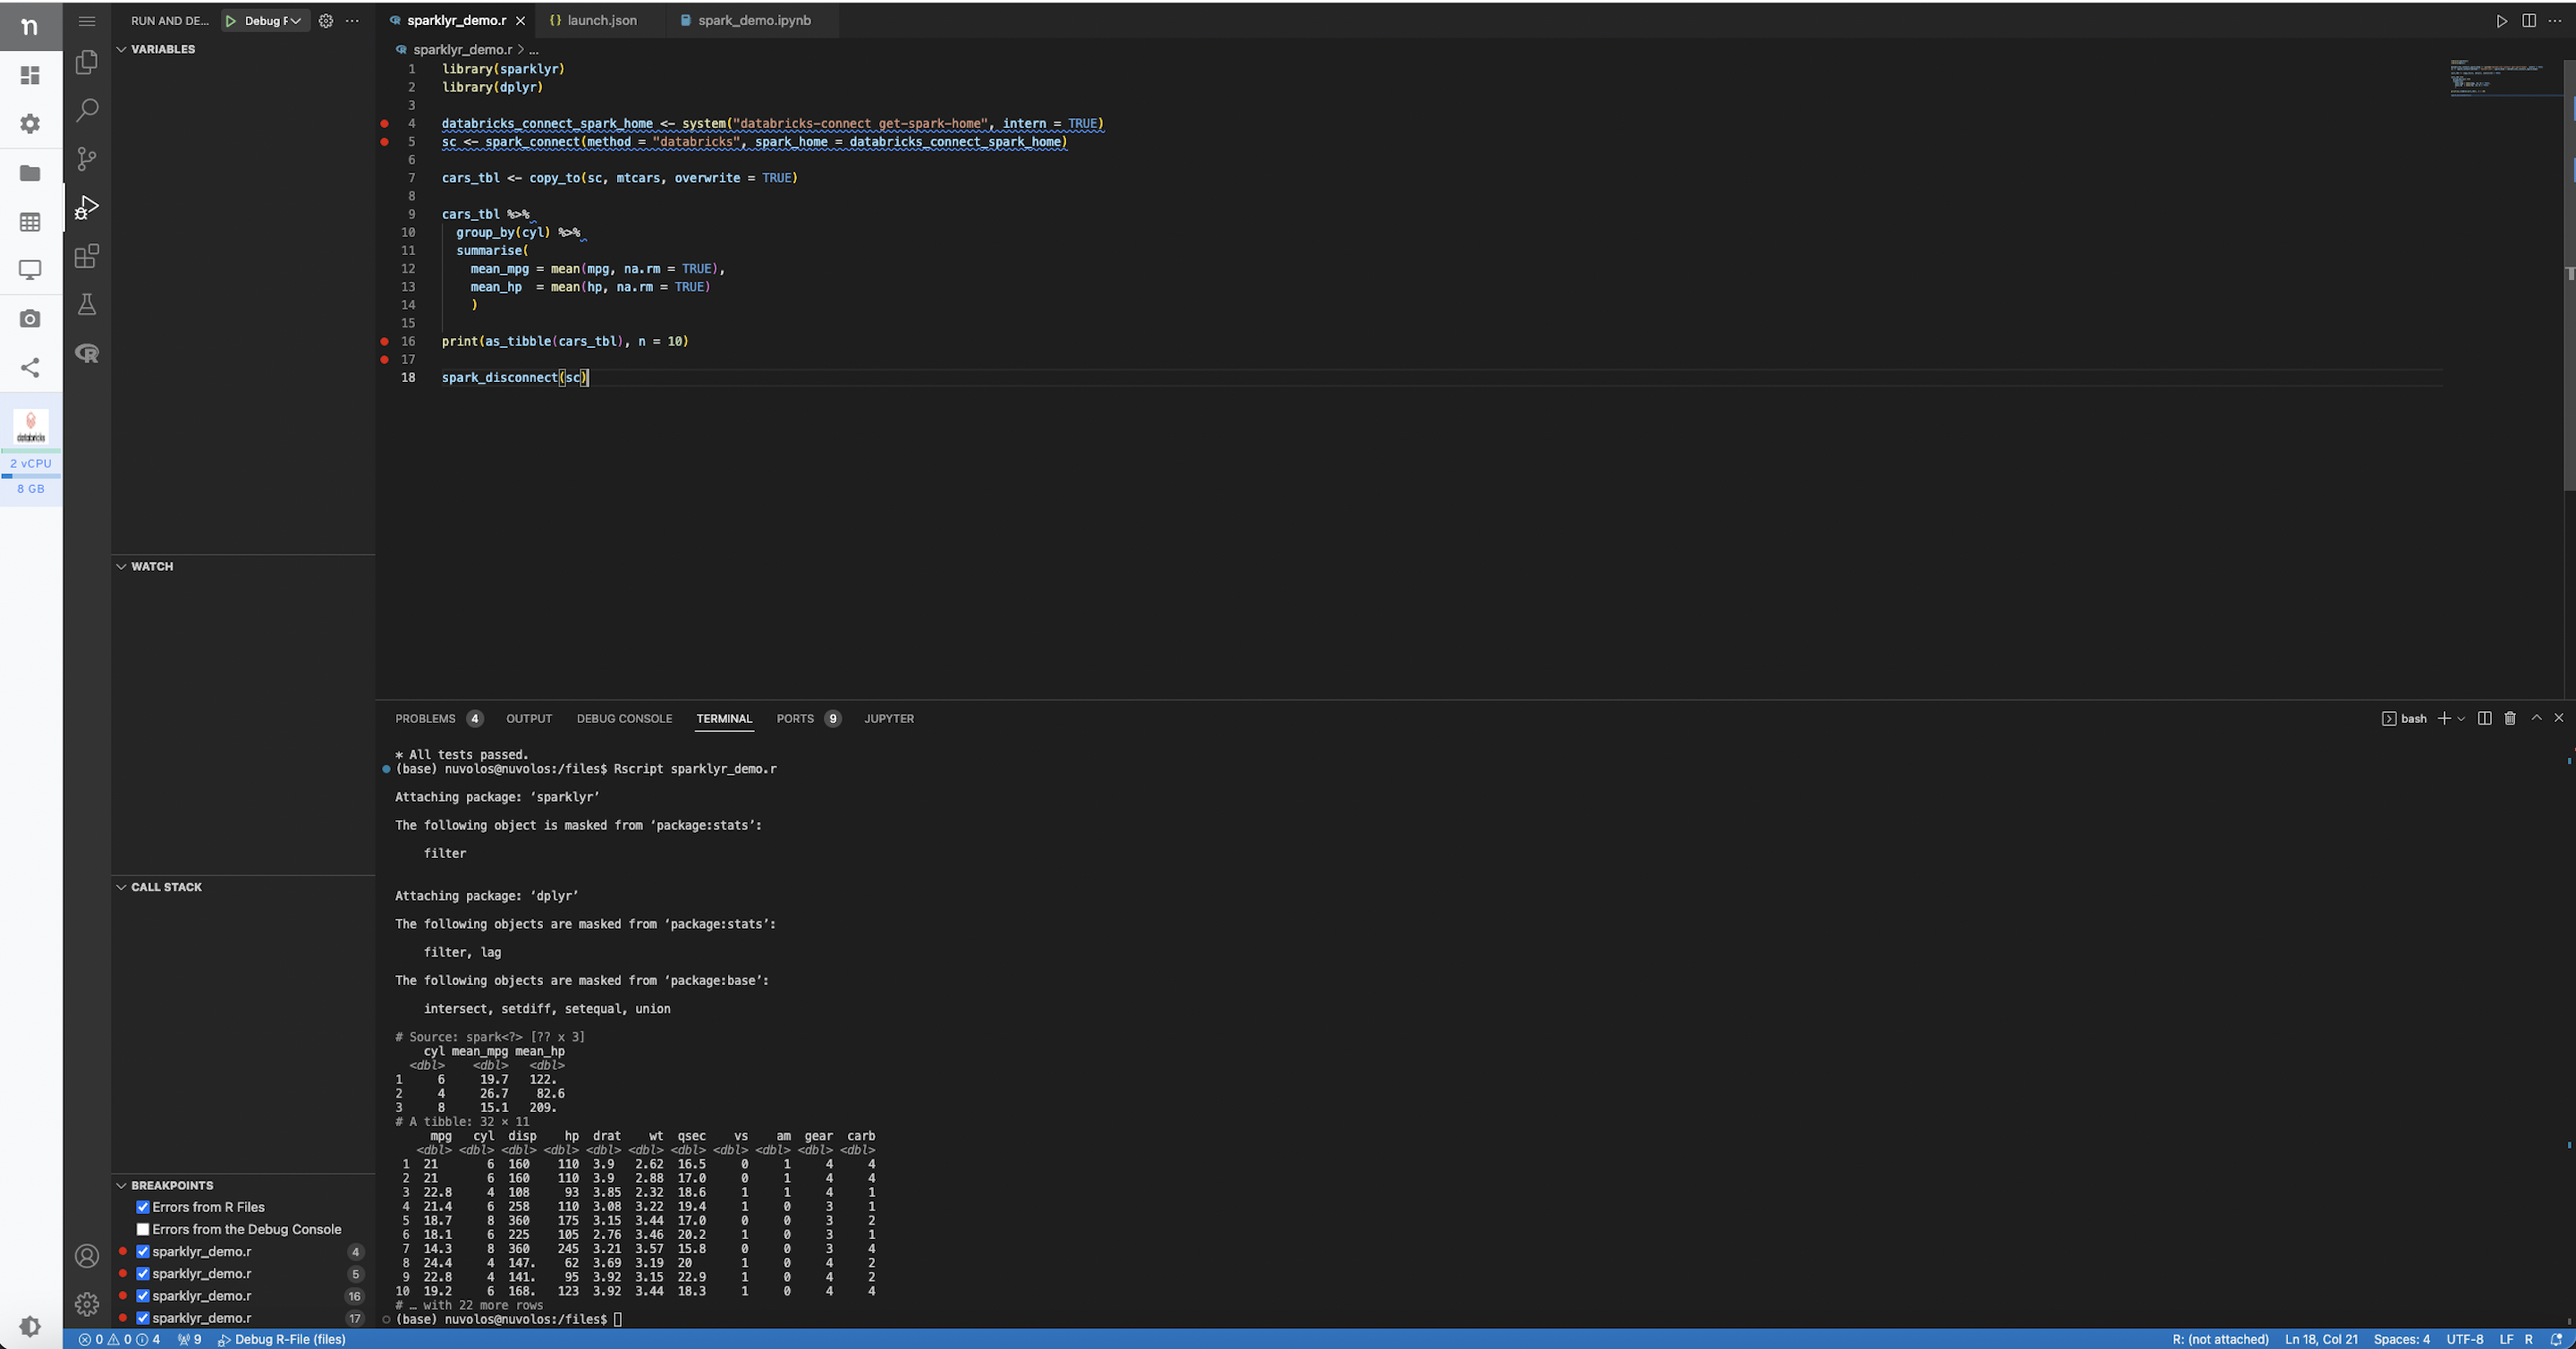 n
RUN AND DE... Debug F
VARIABLES
sparklyr_demo.r
launch.json
spark_demo.ipynb
sparklyr_demo.r > ...
1 library(sparklyr)
2 library(dplyr)
3
4 databricks_connect_spark_home <- system("databricks-connect get-spark-home", intern = TRUE)
5 sc <- spark_connect(method = "databricks", spark_home = databricks_connect_spark_home)
6
7 cars_tbl <- copy_to(sc, mtcars, overwrite = TRUE)
8
9 cars_tbl %>%
10 group_by(cyl) %>%
11 summarise(
12 mean_mpg = mean(mpg, na.rm = TRUE),
13 mean_hp  = mean(hp, na.rm = TRUE)
14 )
15
16 print(as_tibble(cars_tbl), n = 10)
17
18 spark_disconnect(sc)
databricks
2 vCPU
8 GB
WATCH
CALL STACK
BREAKPOINTS
Errors from R Files
Errors from the Debug Console
sparklyr_demo.r 4
sparklyr_demo.r 5
sparklyr_demo.r 16
sparklyr_demo.r 17
PROBLEMS 4 OUTPUT DEBUG CONSOLE TERMINAL PORTS 9 JUPYTER
bash
* All tests passed.
(base) nuvolos@nuvolos:/files$ Rscript sparklyr_demo.r
Attaching package: ‘sparklyr’
The following object is masked from ‘package:stats’:
filter
Attaching package: ‘dplyr’
The following objects are masked from ‘package:stats’:
filter, lag
The following objects are masked from ‘package:base’:
intersect, setdiff, setequal, union
# Source: spark<?> [?? x 3]
cyl mean_mpg mean_hp
<dbl> <dbl> <dbl>
1 6 19.7 122.
2 4 26.7 82.6
3 8 15.1 209.
# A tibble: 32 × 11
mpg cyl disp hp drat wt qsec vs am gear carb
<dbl> <dbl> <dbl> <dbl> <dbl> <dbl> <dbl> <dbl> <dbl> <dbl> <dbl>
1 21 6 160 110 3.9 2.62 16.5 0 1 4 4
2 21 6 160 110 3.9 2.88 17.0 0 1 4 4
3 22.8 4 108 93 3.85 2.32 18.6 1 1 4 1
4 21.4 6 258 110 3.08 3.22 19.4 1 0 3 1
5 18.7 8 360 175 3.15 3.44 17.0 0 0 3 2
6 18.1 6 225 105 2.76 3.46 20.2 1 0 3 1
7 14.3 8 360 245 3.21 3.57 15.8 0 0 3 4
8 24.4 4 147. 62 3.69 3.19 20 1 0 4 2
9 22.8 4 141. 95 3.92 3.15 22.9 1 0 4 2
10 19.2 6 168. 123 3.92 3.44 18.3 1 0 4 4
# … with 22 more rows
(base) nuvolos@nuvolos:/files$
0 0 4 9 Debug R-File (files)
R: (not attached) Ln 18, Col 21 Spaces: 4 UTF-8 LF R